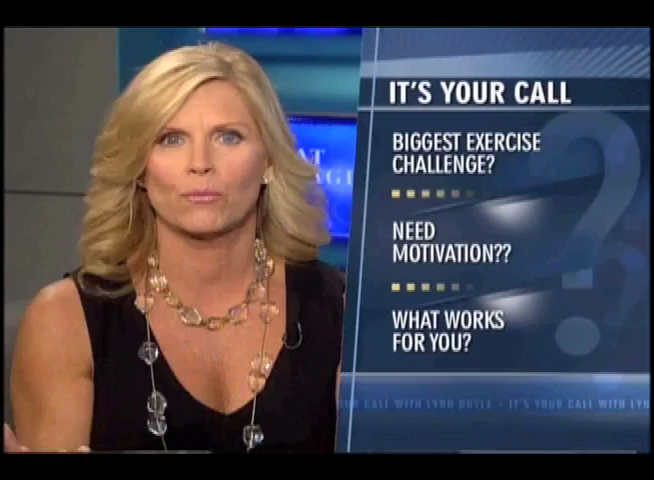 IT'S YOUR CALL
BIGGEST EXERCISE
CHALLENGE?
NEED
MOTIVATION??
WHAT WORKS
FOR YOU?
CALL WITH LYNN DOYLE - IT'S YOUR CALL WITH LYN
AT